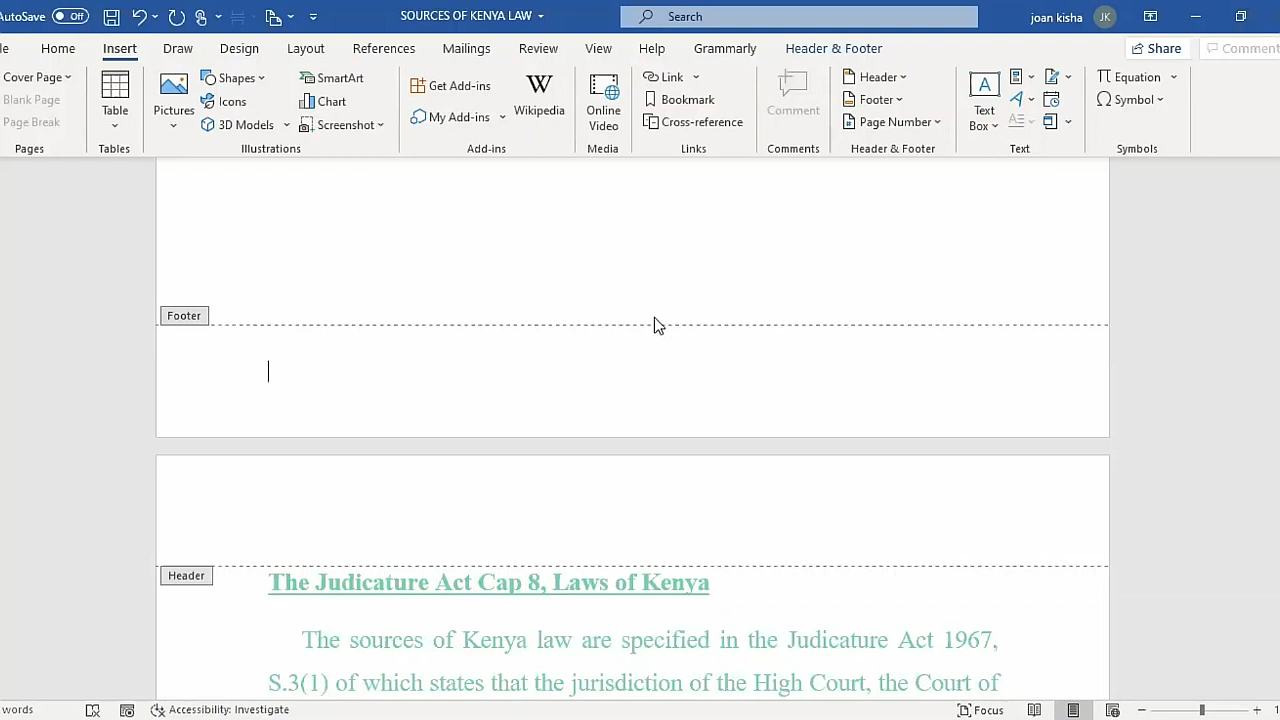 AutoSave Off SOURCES OF KENYA LAW Search joan kisha JK
Home Insert Draw Design Layout References Mailings Review View Help Grammarly Header & Footer Share
Cover Page Table Pictures Shapes SmartArt Get Add-ins Wikipedia Online Video Link Comment Header Text Box Equation
Blank Page Icons Chart My Add-ins Bookmark Footer Symbol
Page Break 3D Models Screenshot Cross-reference Page Number
Pages Tables Illustrations Add-ins Media Links Comments Header & Footer Text Symbols
Footer
Header
The Judicature Act Cap 8, Laws of Kenya
The sources of Kenya law are specified in the Judicature Act 1967,
S.3(1) of which states that the jurisdiction of the High Court, the Court of
words Accessibility: Investigate Focus